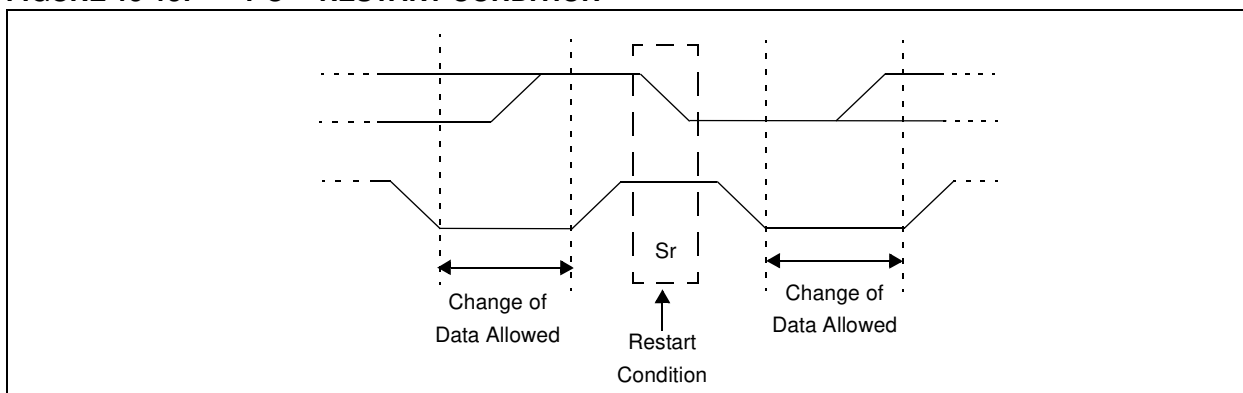 Sr
Change of
Data Allowed
Restart
Condition
Change of
Data Allowed